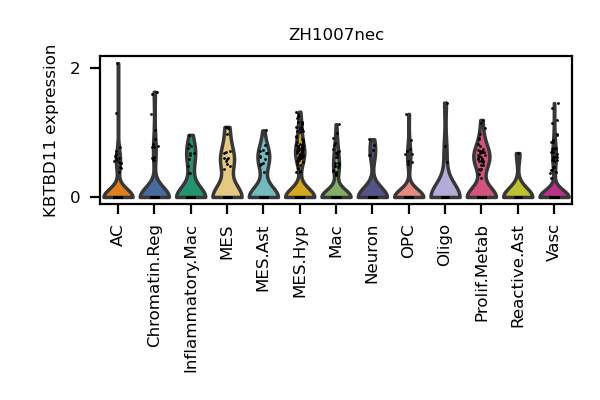 ZH1007nec
KBTBD11 expression
2
0
AC
Chromatin.Reg
Inflammatory.Mac
MES
MES.Ast
MES.Hyp
Mac
Neuron
OPC
Oligo
Prolif.Metab
Reactive.Ast
Vasc